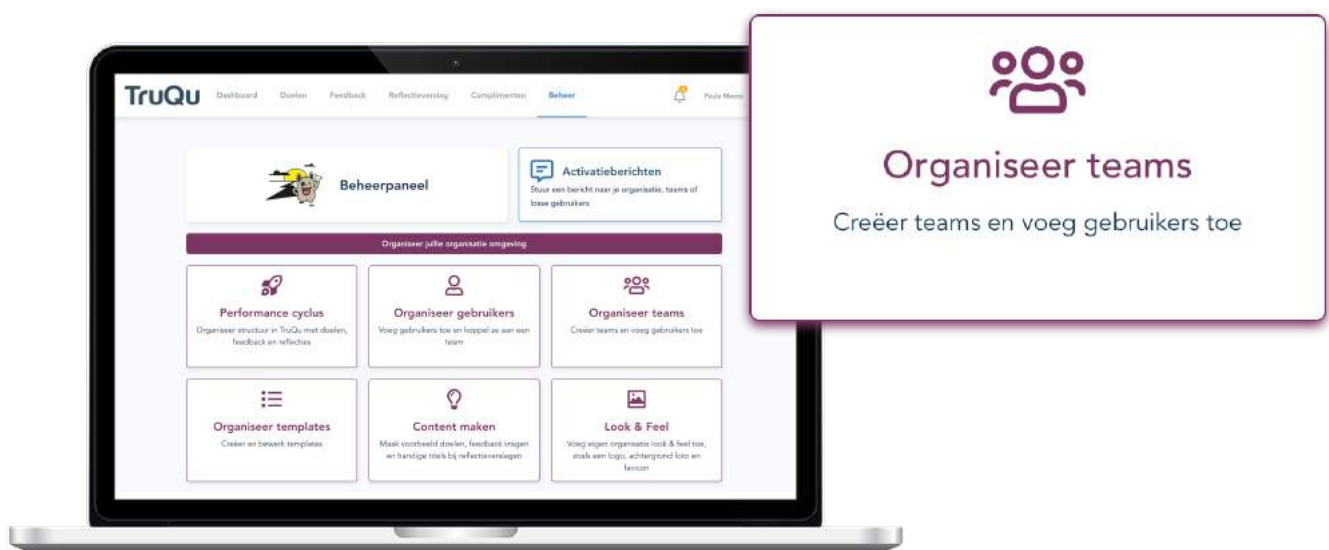 TruQu Dashboard Doelen Feedback Reflectieverslag Complimenten Beheer
Beheerpaneel
Activatieberichten
Stuur een bericht naar je organisatie, teams of
losse gebruikers
Organiseer jullie organisatie omgeving
Performance cyclus
Organiseer structuur in TruQu met doelen,
feedback en reflecties
Organiseer gebruikers
Voeg gebruikers toe en koppel ze aan een
team
Organiseer teams
Creëer teams en voeg gebruikers toe
Organiseer templates
Creëer en bewerk templates
Content maken
Maak voorbeeld doelen, feedback vragen
en handige titels bij reflectieverslagen
Look & Feel
Voeg eigen organisatie look & feel toe,
zoals een logo, achtergrond foto en
favicon
Organiseer teams
Creëer teams en voeg gebruikers toe